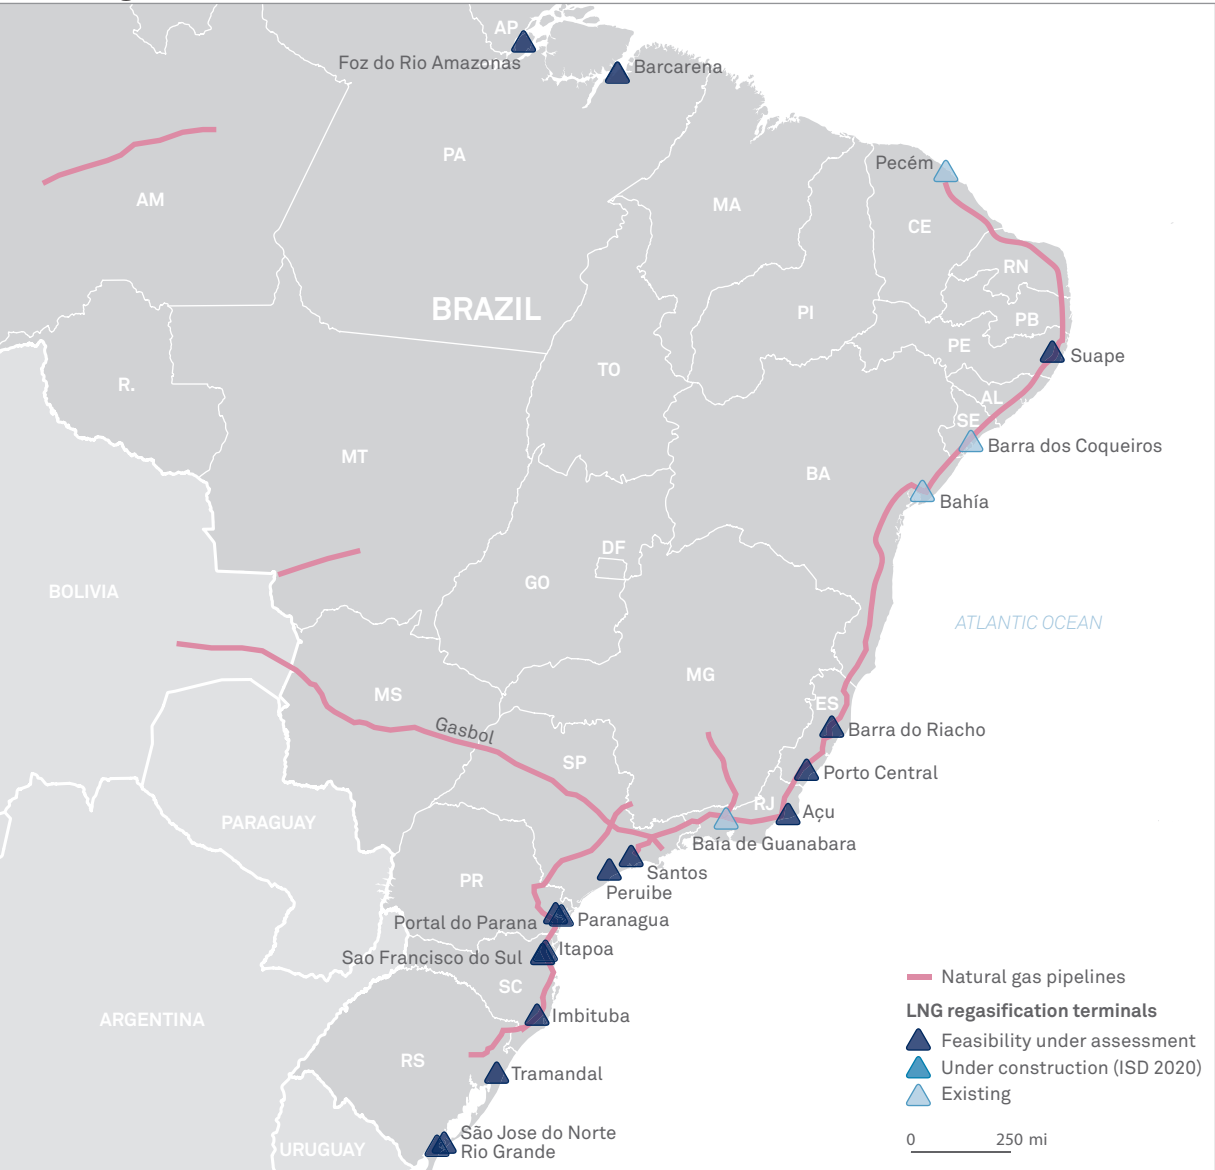 AP
Foz do Rio Amazonas
Barcarena
PA
Pecém
AM
MA
CE
RN
BRAZIL
PI
PB
PE
Suape
TO
R.
AL
SE
Barra dos Coqueiros
MT
BA
Bahía
DF
GO
BOLIVIA
ATLANTIC OCEAN
MG
MS
ES
Gasbol
Barra do Riacho
SP
Porto Central
RJ
Açu
PARAGUAY
Baía de Guanabara
Santos
PR
Peruibe
Portal do Parana
Paranagua
Itapoa
Sao Francisco do Sul
SC
Imbituba
ARGENTINA
RS
Tramandal
São Jose do Norte
Rio Grande
URUGUAY
Natural gas pipelines
LNG regasification terminals
Feasibility under assessment
Under construction (ISD 2020)
Existing
0 250 mi